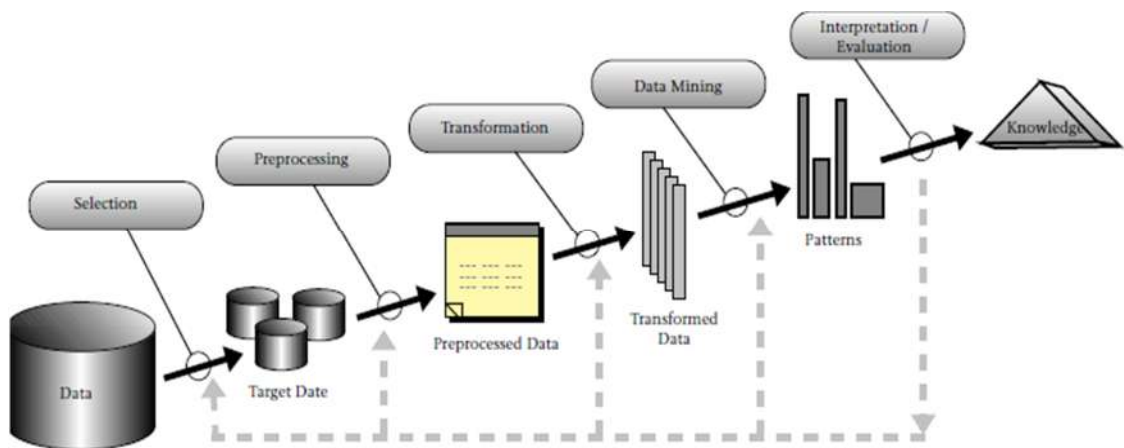 Interpretation /
Evaluation
Data Mining
Transformation
Preprocessing
Selection
Knowledge
Patterns
Transformed
Data
Preprocessed Data
Target Date
Data